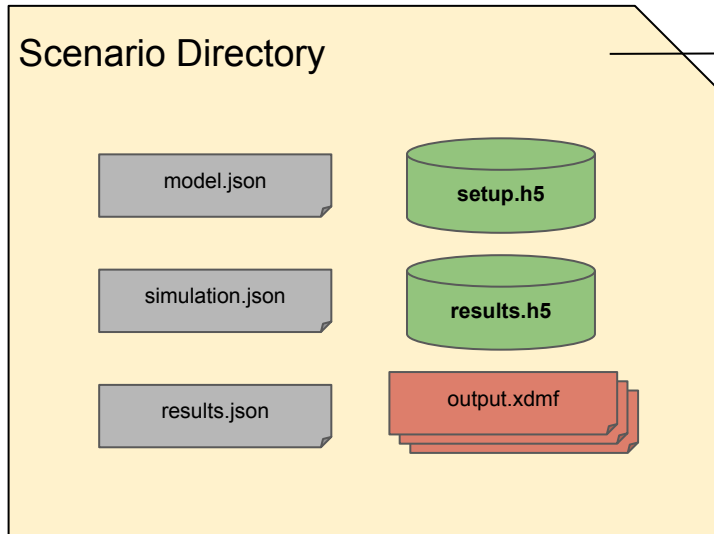 Scenario Directory
model.json
setup.h5
simulation.json
results.h5
results.json
output.xdmf